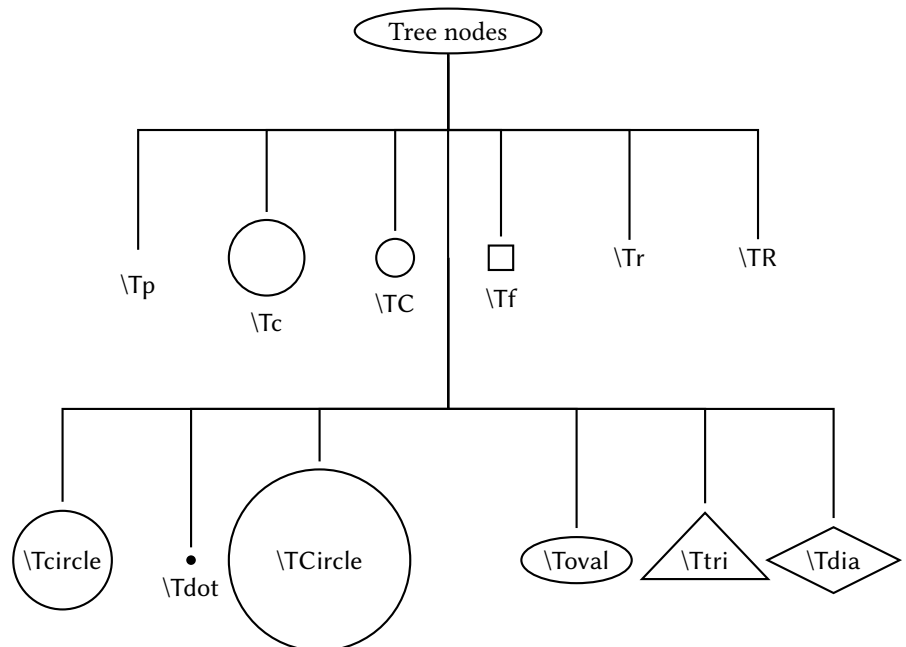 Tree nodes
\Tp
\Tc
\TC
\Tf
\Tr
\TR
\Tcircle
\Tdot
\TCircle
\Toval
\Ttri
\Tdia